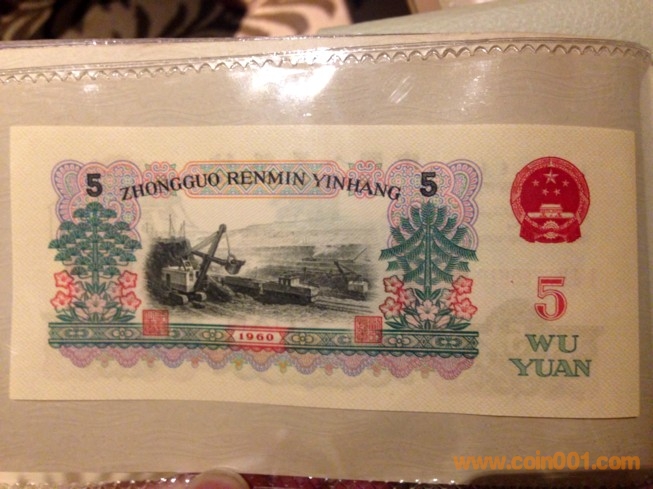 5
ZHONGGUO RENMIN YINHANG
5
1960
5
WU
YUAN
www.coin001.com